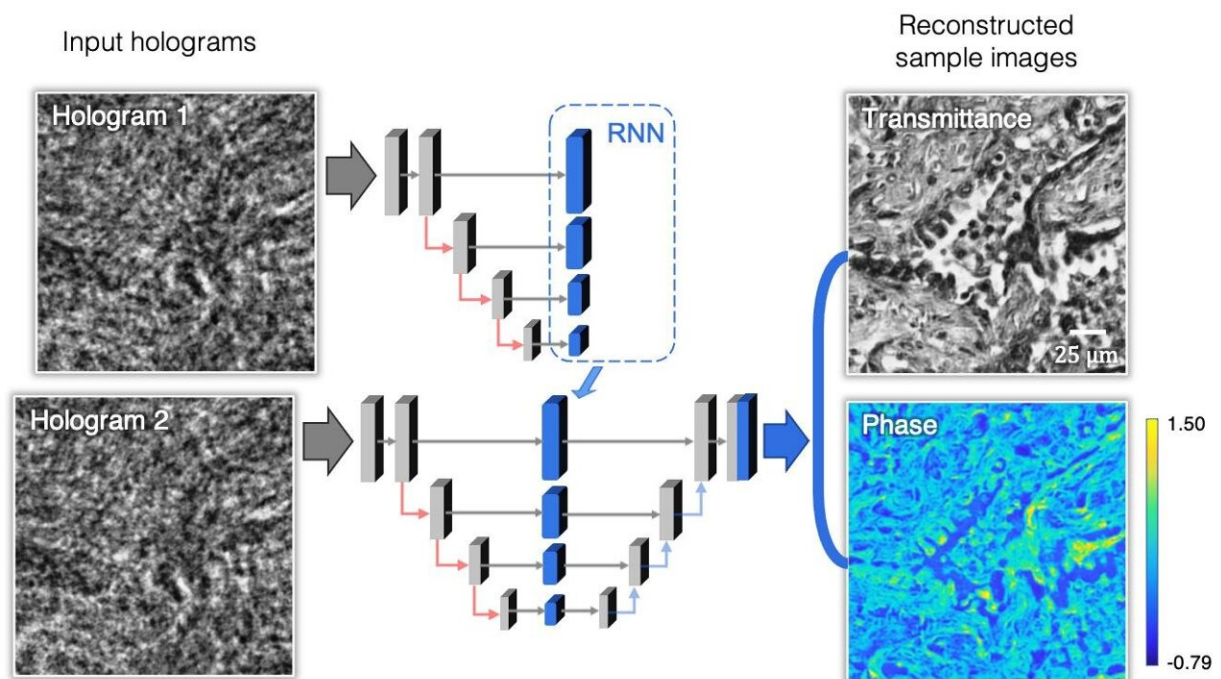 Input holograms
Reconstructed
sample images
Hologram 1
RNN
Transmittance
25 μm
Hologram 2
Phase
1.50
-0.79